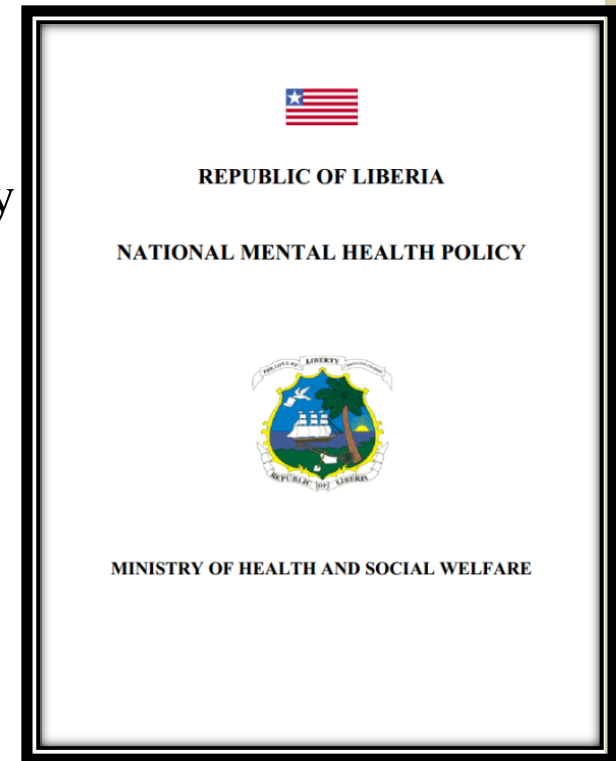 y
REPUBLIC OF LIBERIA
NATIONAL MENTAL HEALTH POLICY
LIBERTY
REPUBLIC OF LIBERIA
MINISTRY OF HEALTH AND SOCIAL WELFARE